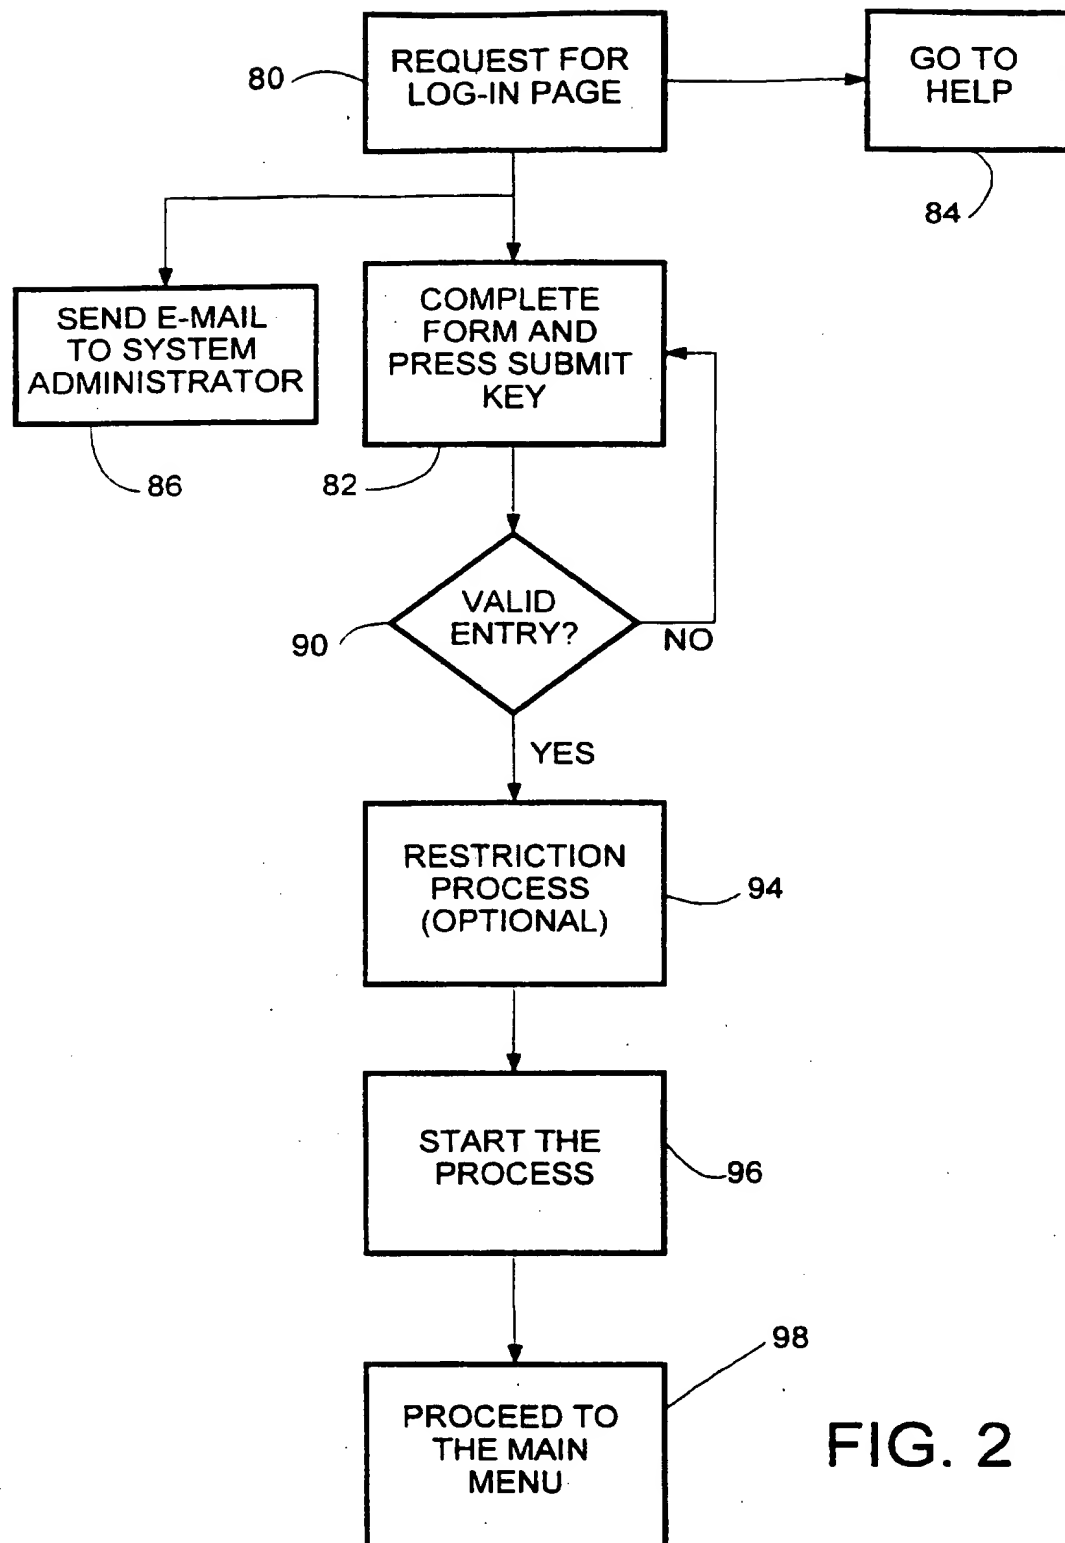 80
REQUEST FOR
LOG-IN PAGE
GO TO
HELP
84
SEND E-MAIL
TO SYSTEM
ADMINISTRATOR
86
COMPLETE
FORM AND
PRESS SUBMIT
KEY
82
VALID
ENTRY?
90
NO
YES
RESTRICTION
PROCESS
(OPTIONAL)
94
START THE
PROCESS
96
98
PROCEED TO
THE MAIN
MENU
FIG. 2